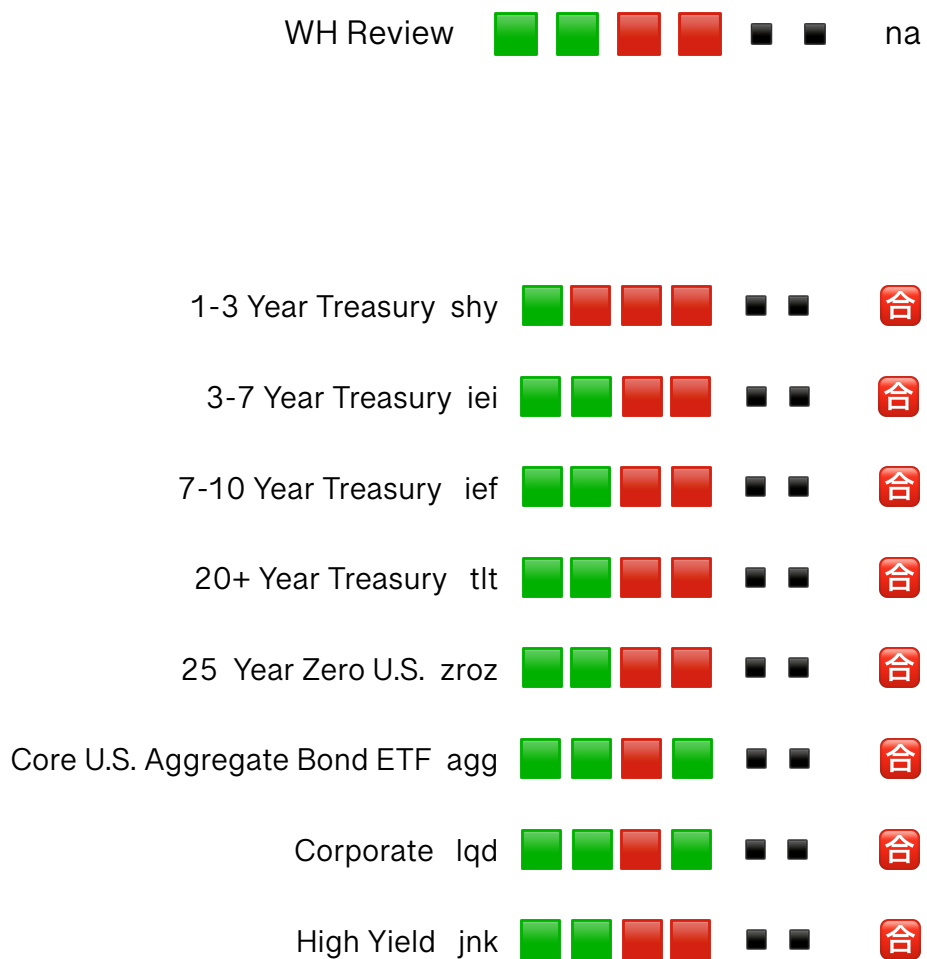 WH Review na
1-3 Year Treasury shy 合
3-7 Year Treasury iei 合
7-10 Year Treasury ief 合
20+ Year Treasury tlt 合
25 Year Zero U.S. zroz 合
Core U.S. Aggregate Bond ETF agg 合
Corporate lqd 合
High Yield jnk 合